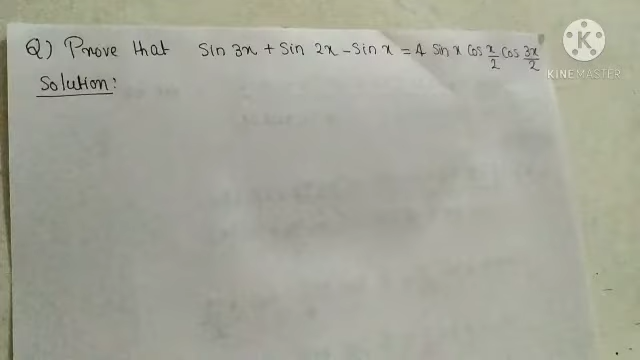 Q) Prove that Sin 3x + Sin 2x - Sin x = 4 Sin x Cos x/2 Cos 3x/2
Solution:
K
KINEMASTER